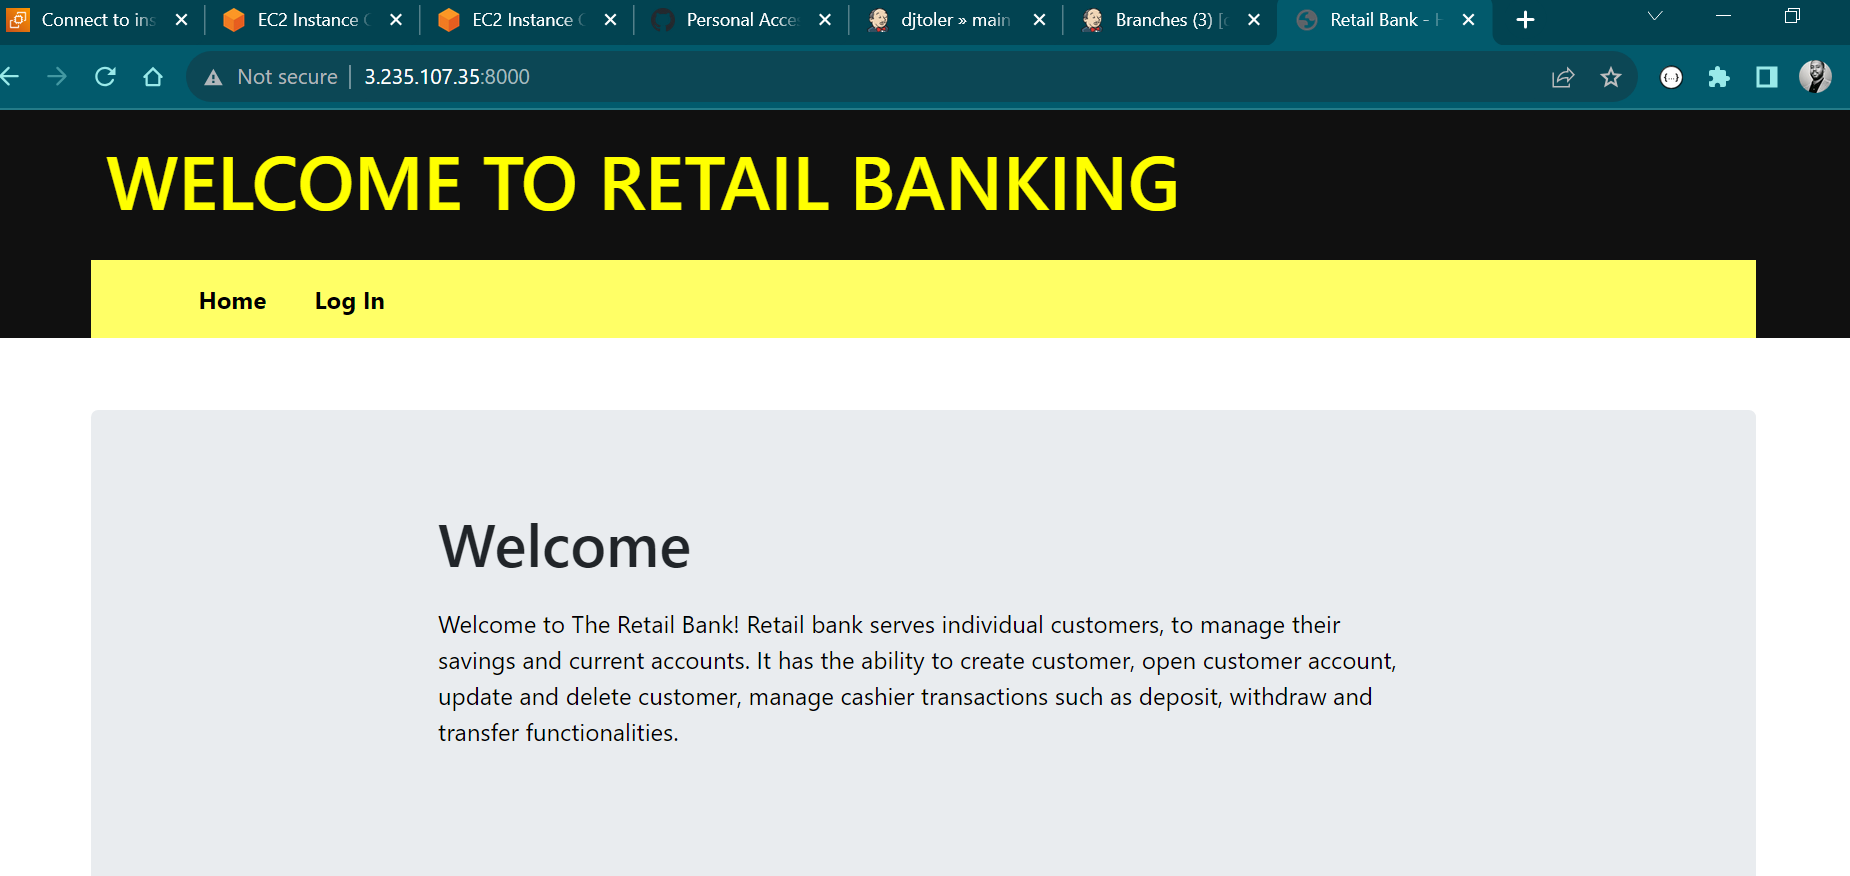 Connect to ins
EC2 Instance C
EC2 Instance C
Personal Acces
djtoler » main
Branches (3) [d
Retail Bank - H
Not secure 3.235.107.35:8000
WELCOME TO RETAIL BANKING
Home Log In
Welcome
Welcome to The Retail Bank! Retail bank serves individual customers, to manage their
savings and current accounts. It has the ability to create customer, open customer account,
update and delete customer, manage cashier transactions such as deposit, withdraw and
transfer functionalities.